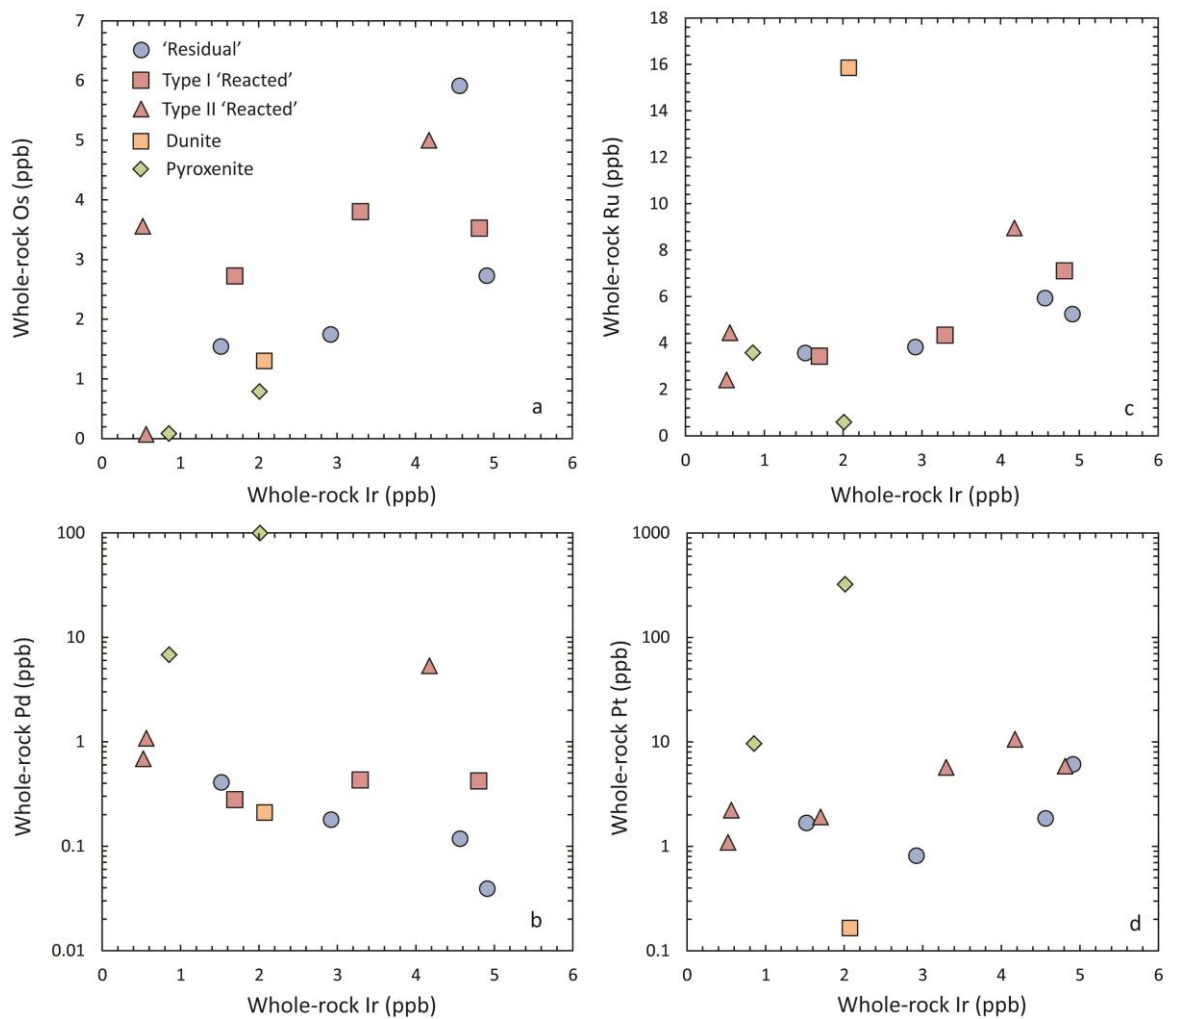 7
6
5
4
3
2
1
0
Whole-rock Os (ppb)
‘Residual’
Type I ‘Reacted’
Type II ‘Reacted’
Dunite
Pyroxenite
a
0 1 2 3 4 5 6
Whole-rock Ir (ppb)
18
16
14
12
10
8
6
4
2
0
Whole-rock Ru (ppb)
c
0 1 2 3 4 5 6
Whole-rock Ir (ppb)
100
10
1
0.1
0.01
Whole-rock Pd (ppb)
b
0 1 2 3 4 5 6
Whole-rock Ir (ppb)
1000
100
10
1
0.1
Whole-rock Pt (ppb)
d
0 1 2 3 4 5 6
Whole-rock Ir (ppb)